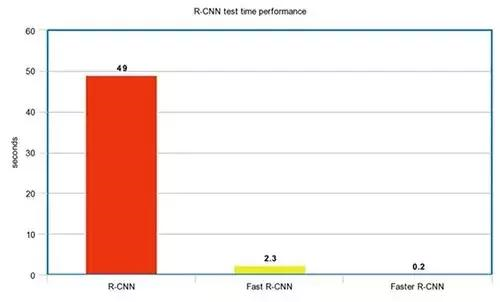 R-CNN test time performance
60
50
40
30
20
10
0
seconds
49
2.3
0.2
R-CNN
Fast R-CNN
Faster R-CNN